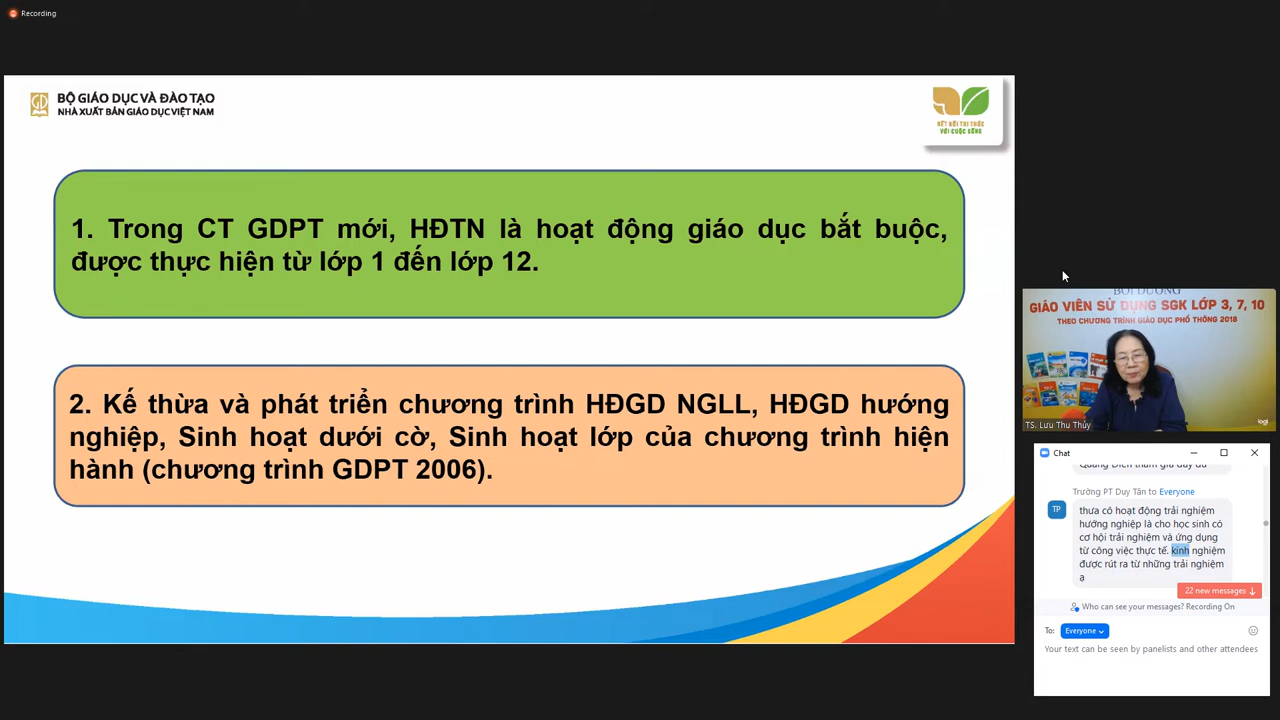 Recording
BỘ GIÁO DỤC VÀ ĐÀO TẠO
NHÀ XUẤT BẢN GIÁO DỤC VIỆT NAM
KẾT NỐI TRI THỨC
VỚI CUỘC SỐNG
1. Trong CT GDPT mới, HĐTN là hoạt động giáo dục bắt buộc,
được thực hiện từ lớp 1 đến lớp 12.
2. Kế thừa và phát triển chương trình HĐGD NGLL, HĐGD hướng
nghiệp, Sinh hoạt dưới cờ, Sinh hoạt lớp của chương trình hiện
hành (chương trình GDPT 2006).
BỒI DƯỠNG
GIÁO VIÊN SỬ DỤNG SGK LỚP 3, 7, 10
THEO CHƯƠNG TRÌNH GIÁO DỤC PHỔ THÔNG 2018
TS. Lưu Thu Thủy
logi
Chat
Quảng Điền tham gia đầy đủ
Trường PT Duy Tân to Everyone
TP
thưa cô hoạt động trải nghiệm
hướng nghiệp là cho học sinh có
cơ hội trải nghiệm và ứng dụng
từ công việc thực tế. kinh nghiệm
được rút ra từ những trải nghiệm
ạ
22 new messages
Who can see your messages? Recording On
To: Everyone
Your text can be seen by panelists and other attendees